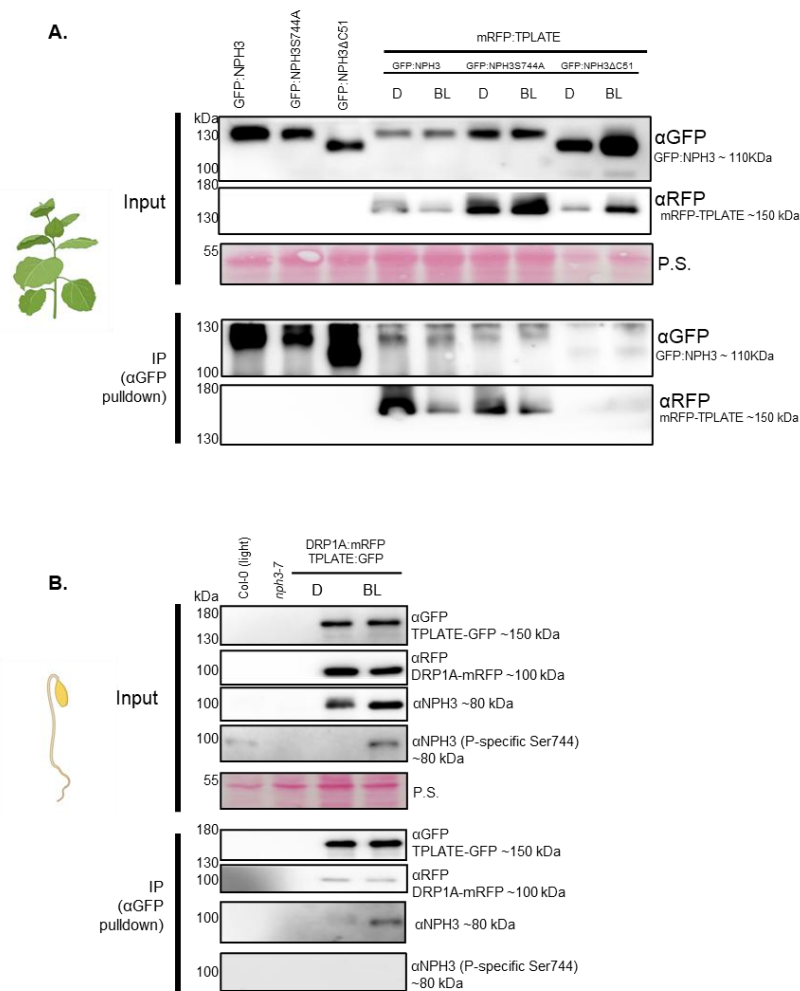 A.
GFP:NPH3
GFP:NPH3S744A
GFP:NPH3ΔC51
mRFP:TPLATE
GFP:NPH3 GFP:NPH3S744A GFP:NPH3ΔC51
D BL D BL D BL
kDa
130
100
αGFP
GFP:NPH3 ~ 110KDa
Input
180
130
αRFP
mRFP-TPLATE ~150 kDa
55
P.S.
IP
(αGFP
pulldown)
130
100
αGFP
GFP:NPH3 ~ 110KDa
180
130
αRFP
mRFP-TPLATE ~150 kDa
B.
Col-0 (light)
nph3-7
DRP1A:mRFP
TPLATE:GFP
D BL
kDa
180
130
αGFP
TPLATE-GFP ~150 kDa
Input
100
αRFP
DRP1A-mRFP ~100 kDa
100
αNPH3 ~80 kDa
100
αNPH3 (P-specific Ser744)
~80 kDa
55
P.S.
IP
(αGFP
pulldown)
180
130
αGFP
TPLATE-GFP ~150 kDa
100
αRFP
DRP1A-mRFP ~100 kDa
100
αNPH3 ~80 kDa
100
αNPH3 (P-specific Ser744)
~80 kDa